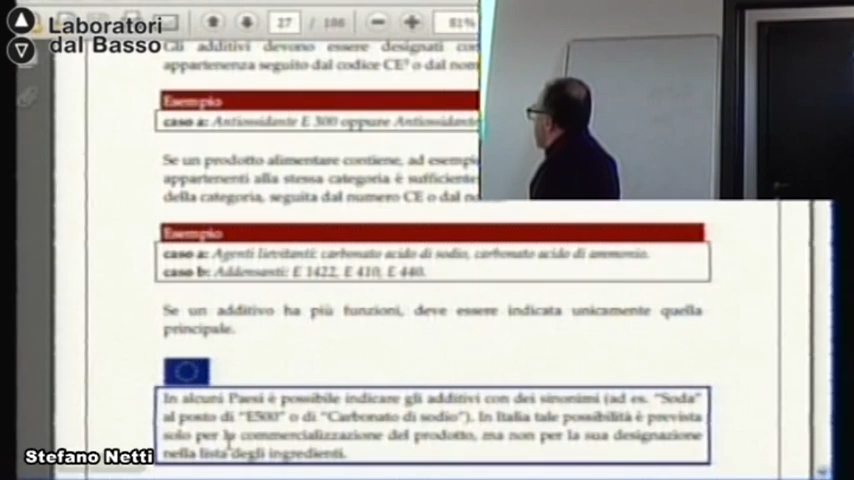 Laboratori
dal Basso
27 / 108
81%
Gli additivi devono essere designati con
appartenenza seguito dal codice CE o dal nom
Esempio
caso a: Antiossidante E 300 oppure Antiossidante
Se un prodotto alimentare contiene, ad esempio
appartenenti alla stessa categoria è sufficiente
della categoria, seguita dal numero CE o dal no
Esempio
caso a: Agenti lievitanti: carbonato acido di sodio, carbonato acido di ammonio.
caso b: Addensanti: E 1422, E 410, E 440.
Se un additivo ha più funzioni, deve essere indicata unicamente quella
principale.
In alcuni Paesi è possibile indicare gli additivi con dei sinonimi (ad es. "Soda"
al posto di "E500" o di "Carbonato di sodio"). In Italia tale possibilità è prevista
solo per la commercializzazione del prodotto, ma non per la sua designazione
nella lista degli ingredienti.
Stefano Netti